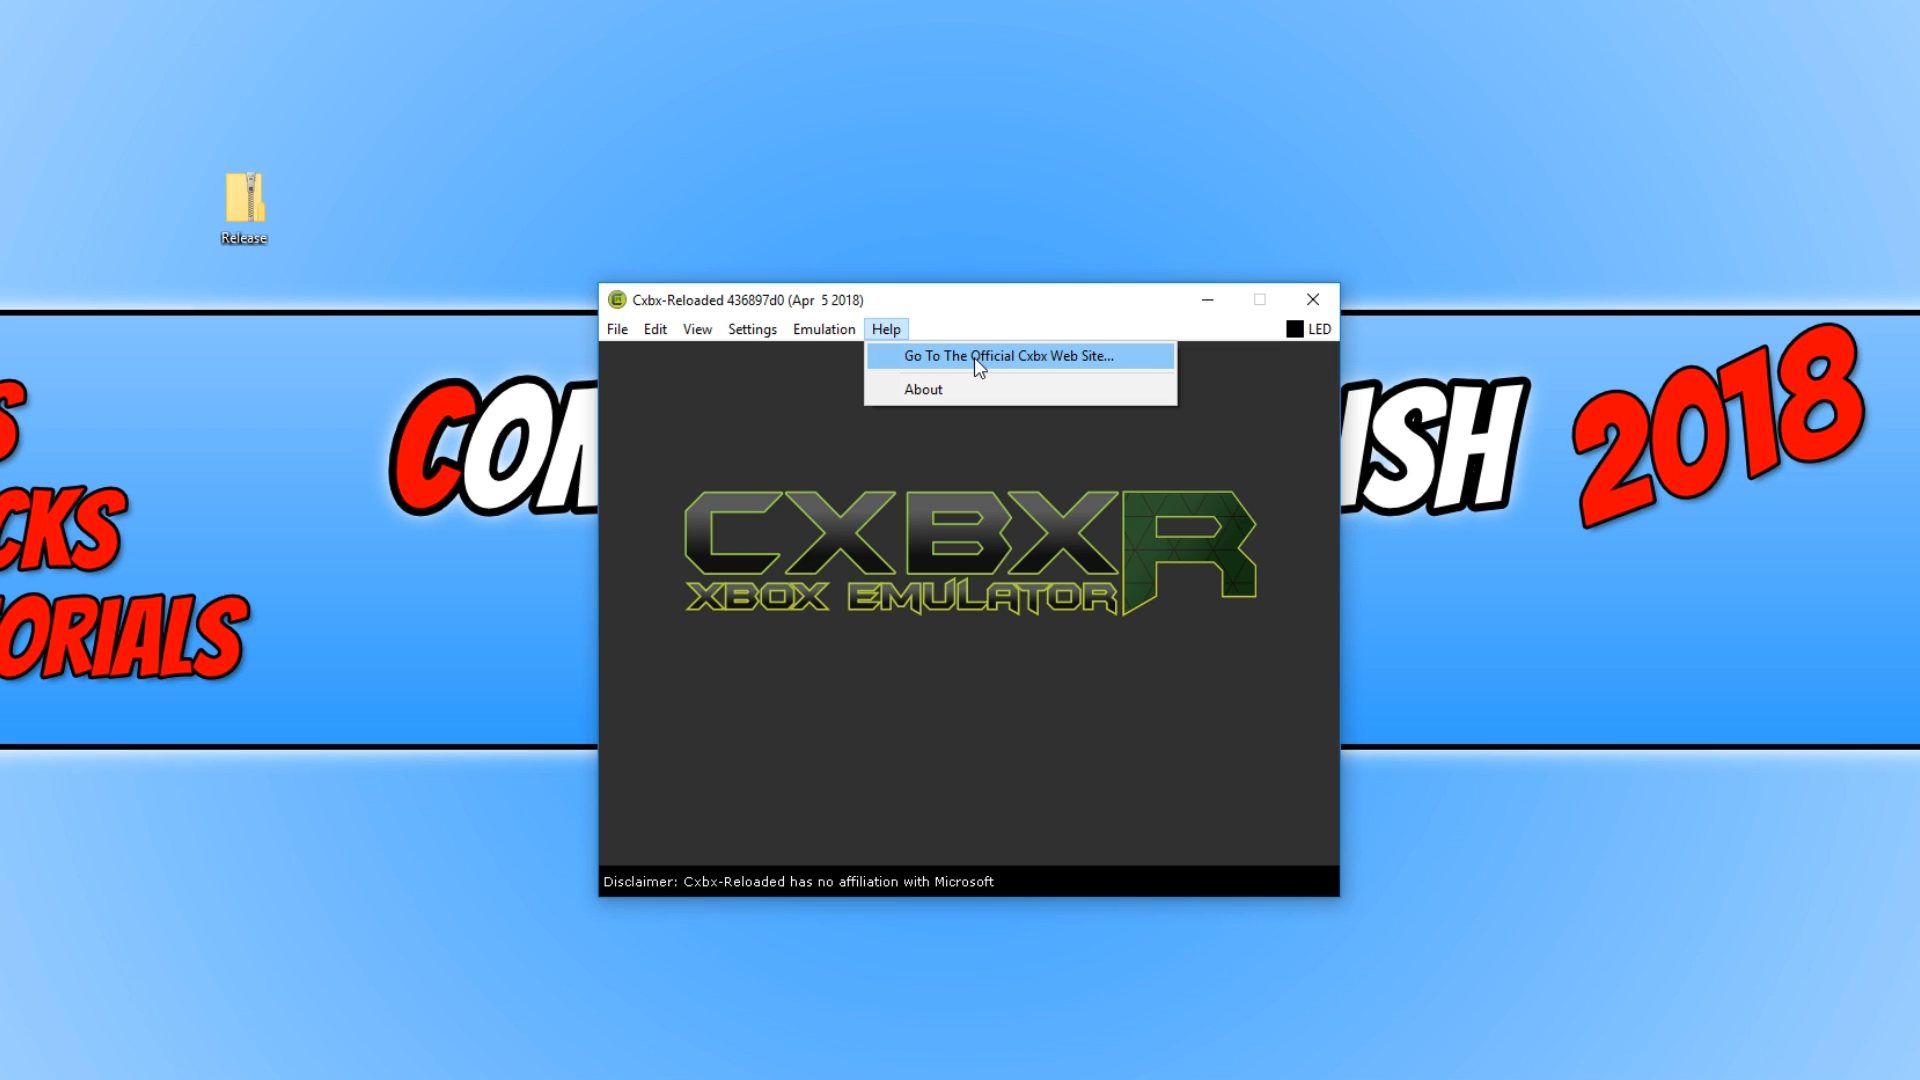 Release
Cxbx-Reloaded 436897d0 (Apr 5 2018)
File Edit View Settings Emulation Help LED
Go To The Official Cxbx Web Site...
About
2018
CXBXR
XBOX EMULATOR
Disclaimer: Cxbx-Reloaded has no affiliation with Microsoft